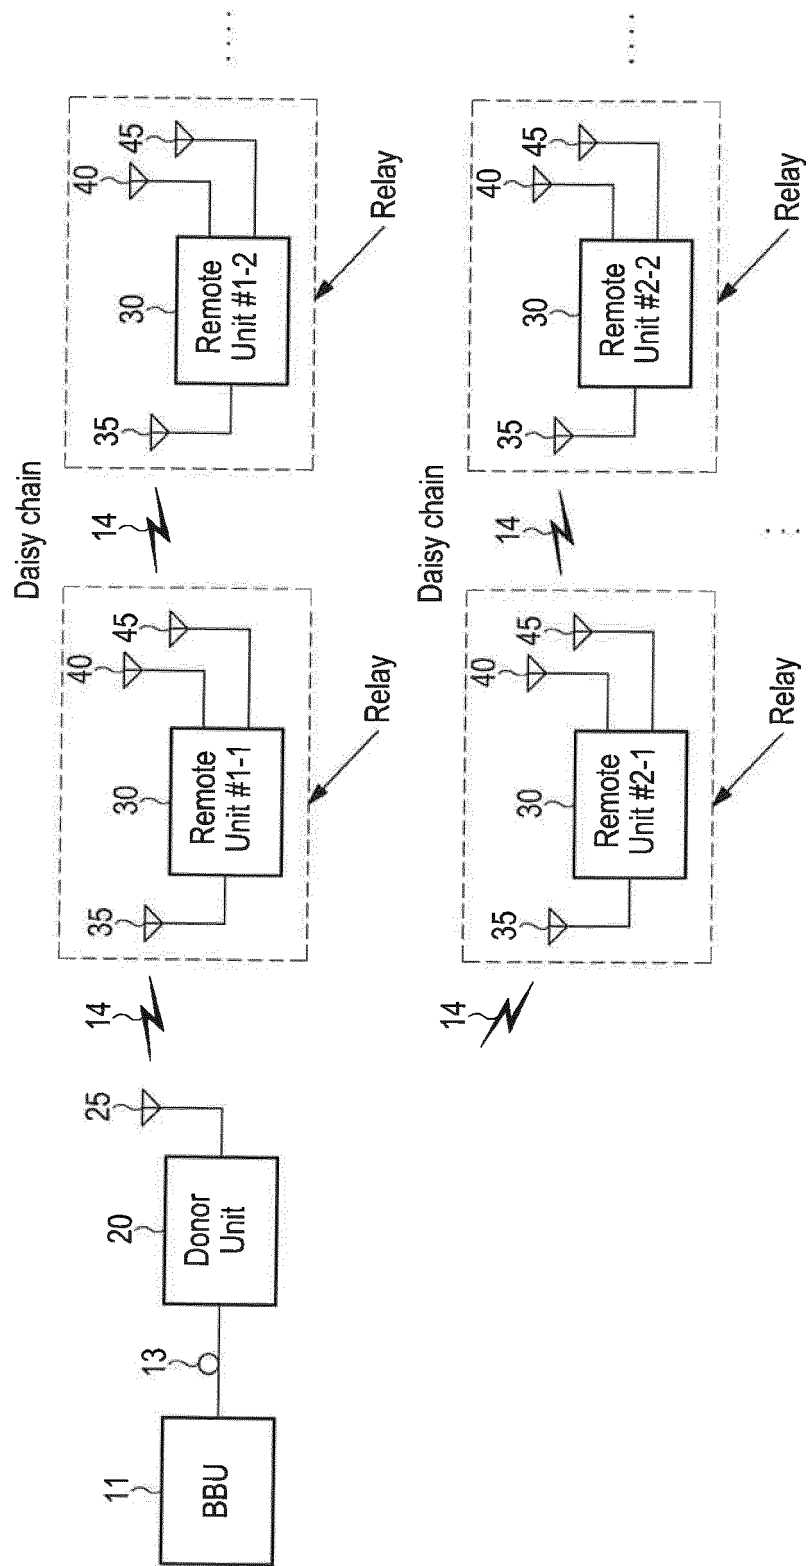 Daisy chain
14
14
11
BBU
13
20
Donor
Unit
25
35
30
Remote
Unit #1-1
40
45
Relay
35
30
Remote
Unit #1-2
40
45
Relay
....
Daisy chain
14
14
35
30
Remote
Unit #2-1
40
45
Relay
35
30
Remote
Unit #2-2
40
45
Relay
....